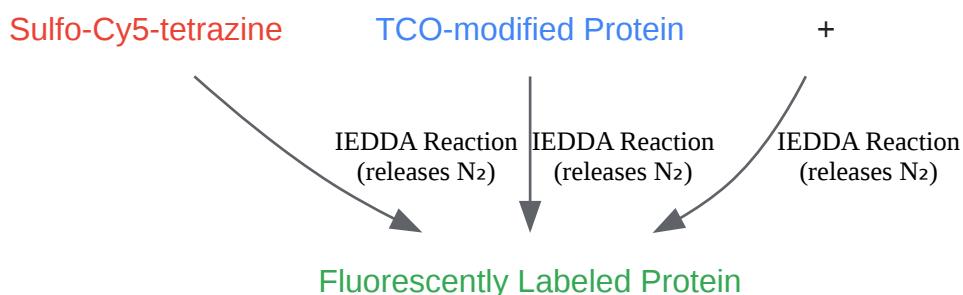 Sulfo-Cy5-tetrazine TCO-modified Protein +
IEDDA Reaction IEDDA Reaction IEDDA Reaction
(releases N₂) (releases N₂) (releases N₂)
Fluorescently Labeled Protein